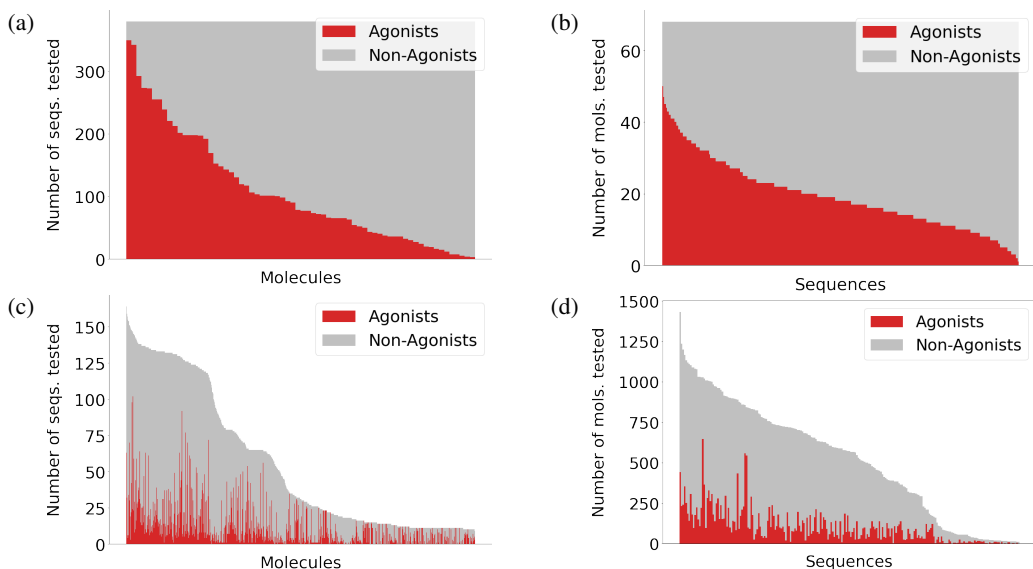 (a)
Number of seqs. tested
300
200
100
0
Agonists
Non-Agonists
Molecules
(b)
Number of mols. tested
60
40
20
0
Agonists
Non-Agonists
Sequences
(c)
Number of seqs. tested
150
125
100
75
50
25
0
Agonists
Non-Agonists
Molecules
(d)
Number of mols. tested
1500
1250
1000
750
500
250
0
Agonists
Non-Agonists
Sequences